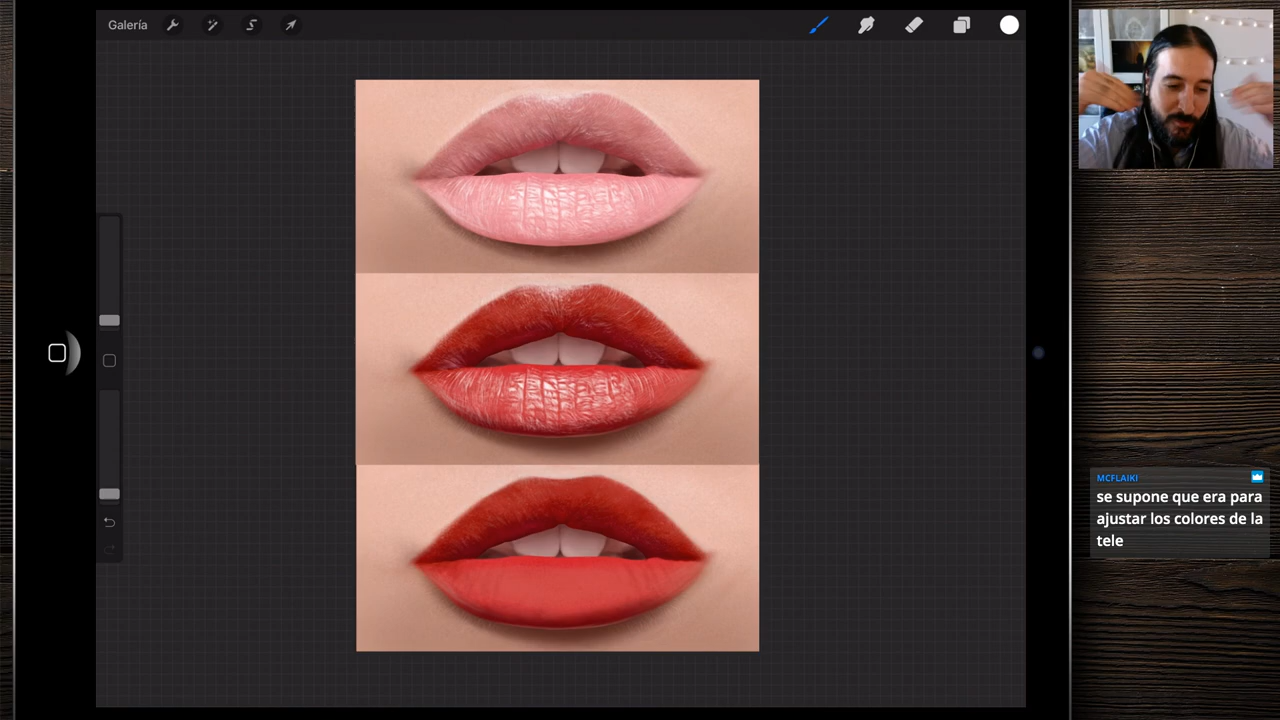 Galería
MCFLAIKI
se supone que era para
ajustar los colores de la
tele